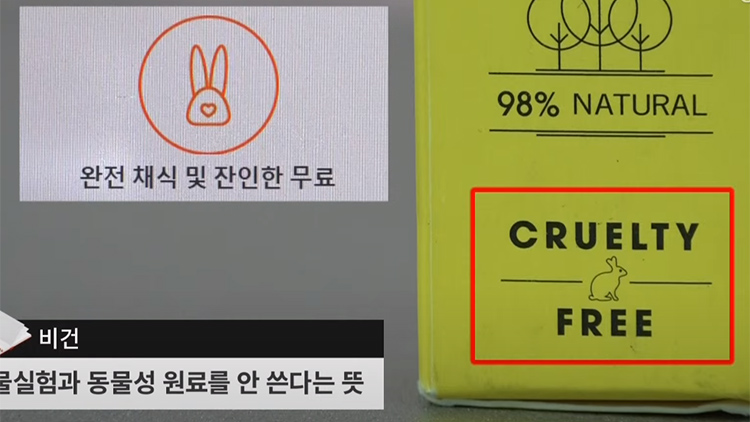 완전 채식 및 잔인한 무료
98% NATURAL
CRUELTY
FREE
비건
물실험과 동물성 원료를 안 쓴다는 뜻